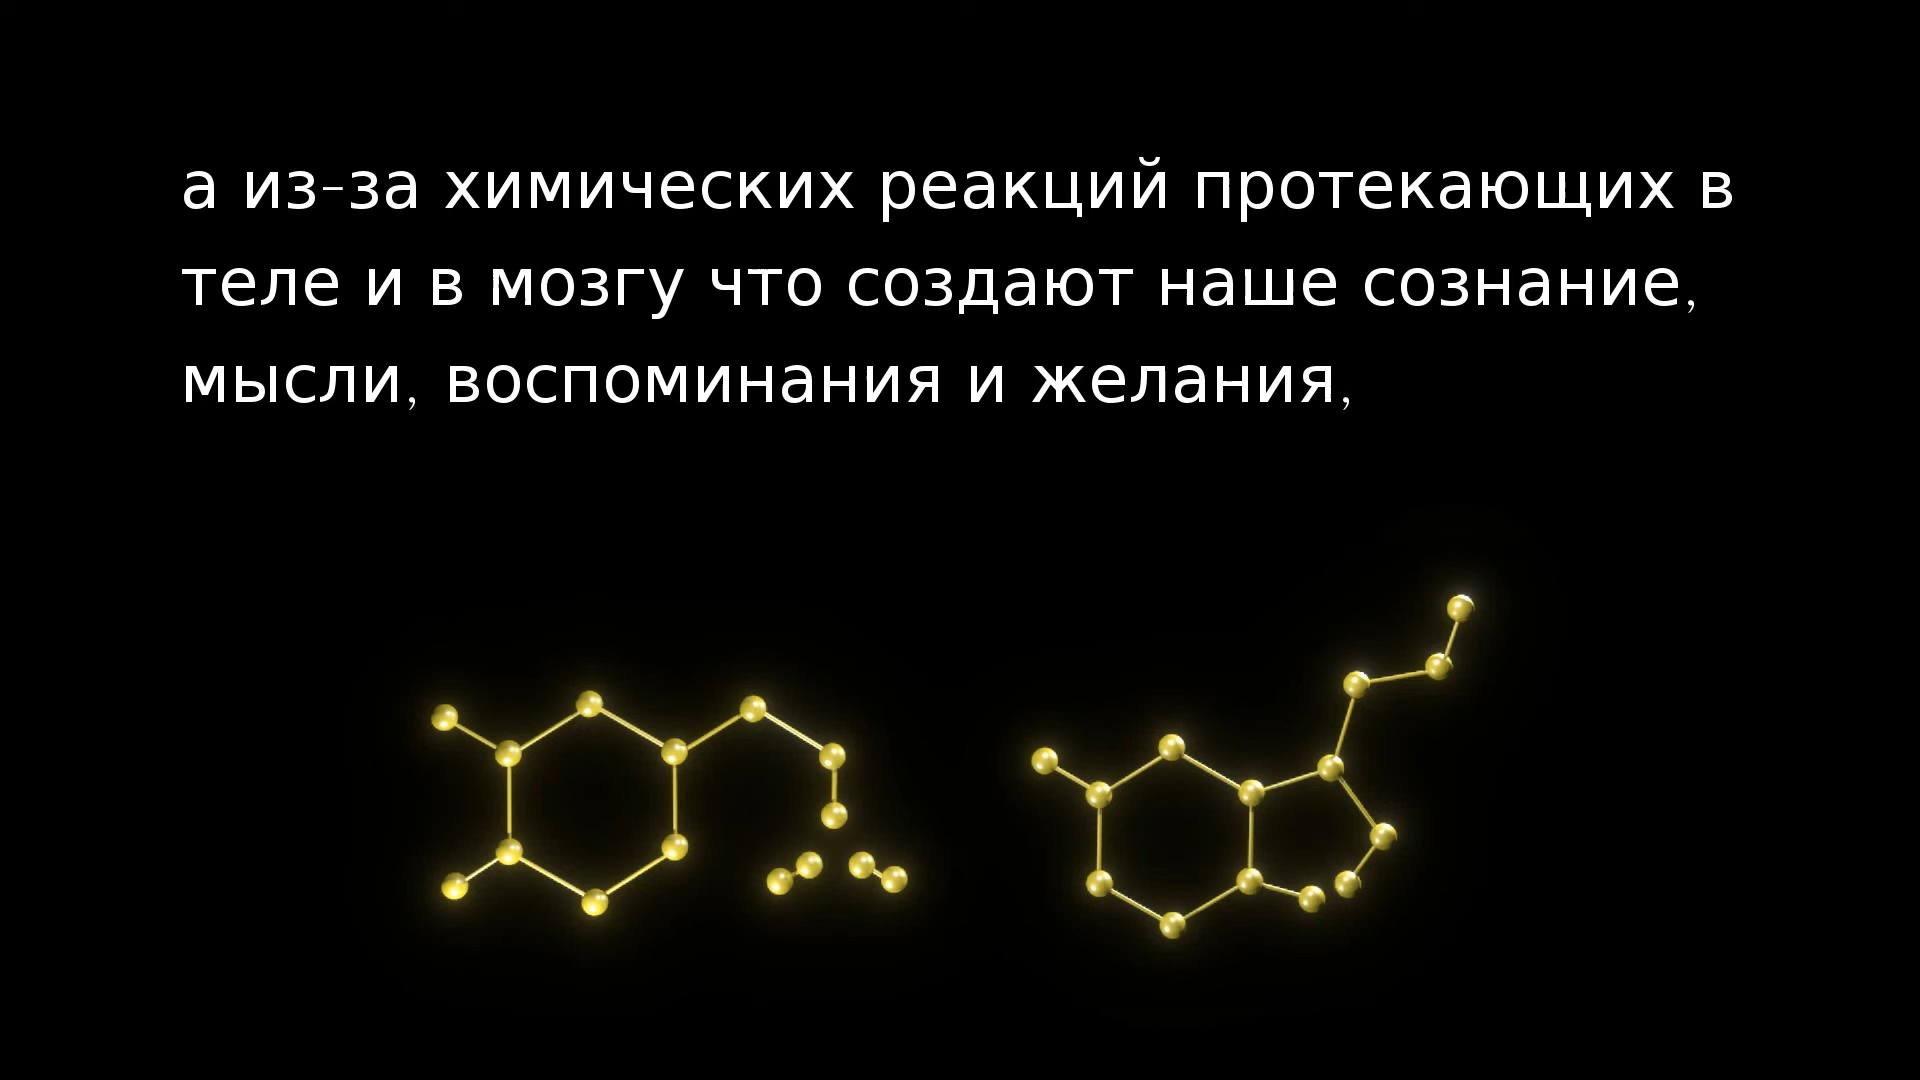 а из-за химических реакций протекающих в
теле и в мозгу что создают наше сознание,
мысли, воспоминания и желания,